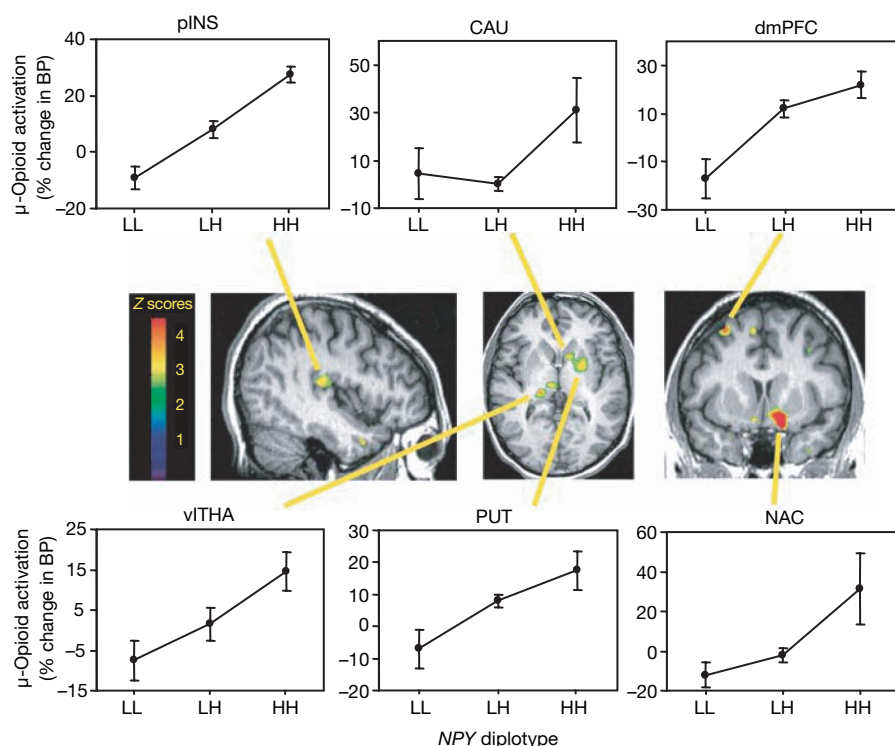 pINS
CAU
dmPFC
μ-Opioid activation
(% change in BP)
40
20
0
−20
LL
LH
HH
50
30
10
−10
LL
LH
HH
30
10
−10
−30
LL
LH
HH
Z scores
4
3
2
1
vlTHA
PUT
NAC
μ-Opioid activation
(% change in BP)
25
15
5
−5
−15
LL
LH
HH
30
20
10
0
−10
−20
LL
LH
HH
60
40
20
0
−20
LL
LH
HH
NPY diplotype